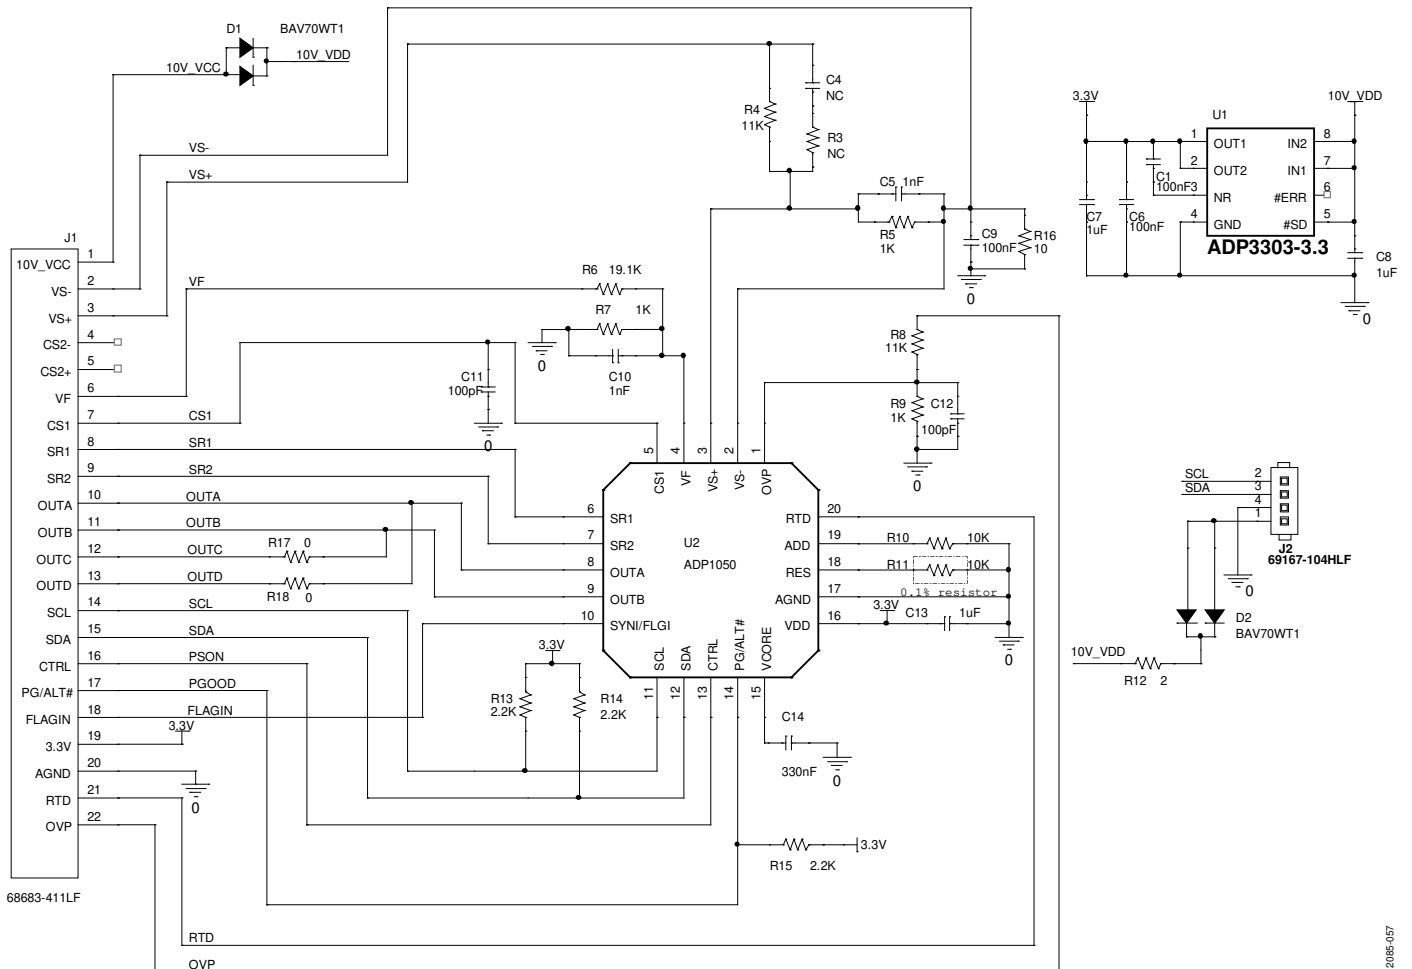 D1 BAV70WT1
10V_VCC 10V_VDD
VS-
VS+
R4
11K
C4
NC
R3
NC
C5 1nF
R5
1K
C9
100nF
R16
10
0
3.3V
10V_VDD
U1
1 OUT1 IN2 8
2 OUT2 IN1 7
C1
100nF
3 NR #ERR 6
4 GND #SD 5
ADP3303-3.3
C7
1uF
C6
100nF
C8
1uF
0
J1
10V_VCC 1
VS- 2
VS+ 3
CS2- 4
CS2+ 5
VF 6
CS1 7
SR1 8
SR2 9
OUTA 10
OUTB 11
OUTC 12
OUTD 13
SCL 14
SDA 15
CTRL 16
PG/ALT# 17
FLAGIN 18
3.3V 19
AGND 20
RTD 21
OVP 22
68683-411LF
VF
CS1
SR1
SR2
OUTA
OUTB
OUTC
OUTD
SCL
SDA
PSON
PGOOD
FLAGIN
3.3V
0
RTD
OVP
R17 0
R18 0
R6 19.1K
R7 1K
0
C10
1nF
C11
100pF
0
R8
11K
R9
1K
C12
100pF
0
5 4 3 2 1
CS1 VF VS+ VS- OVP
6 SR1
7 SR2
8 OUTA
9 OUTB
10 SYNI/FLGI
U2
ADP1050
RTD 20
ADD 19
RES 18
AGND 17
VDD 16
SCL SDA CTRL PG/ALT# VCORE
11 12 13 14 15
R10 10K
R11 10K
0.1% resistor
3.3V
C13 1uF
0
3.3V
R13
2.2K
R14
2.2K
C14
330nF
0
R15 2.2K
3.3V
SCL 2
SDA 3
4
1
J2
69167-104HLF
0
D2
BAV70WT1
10V_VDD
R12 2
2085-057